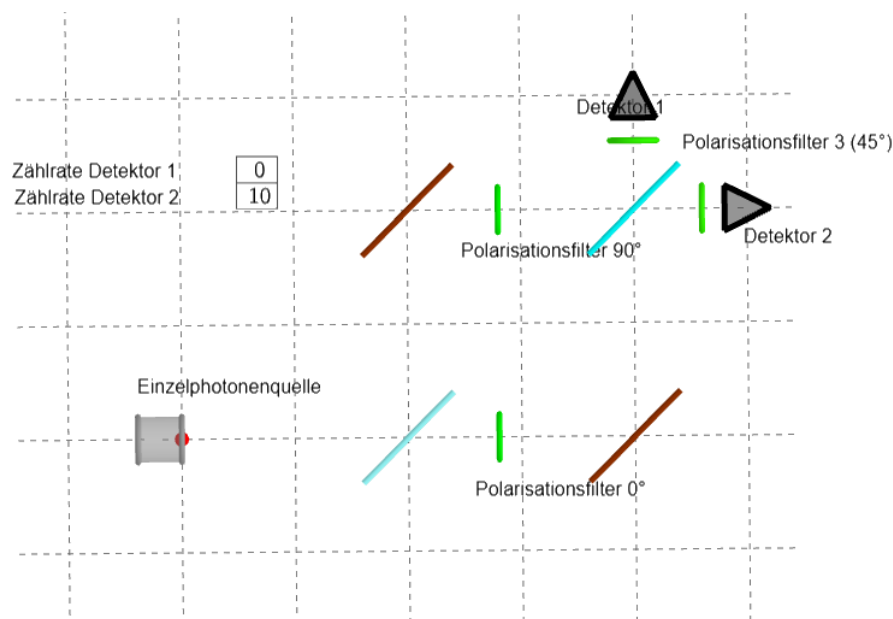 Detektor 1
Polarisationsfilter 3 (45°)
Zählrate Detektor 1
0
Zählrate Detektor 2
10
Detektor 2
Polarisationsfilter 90°
Einzelphotonenquelle
Polarisationsfilter 0°